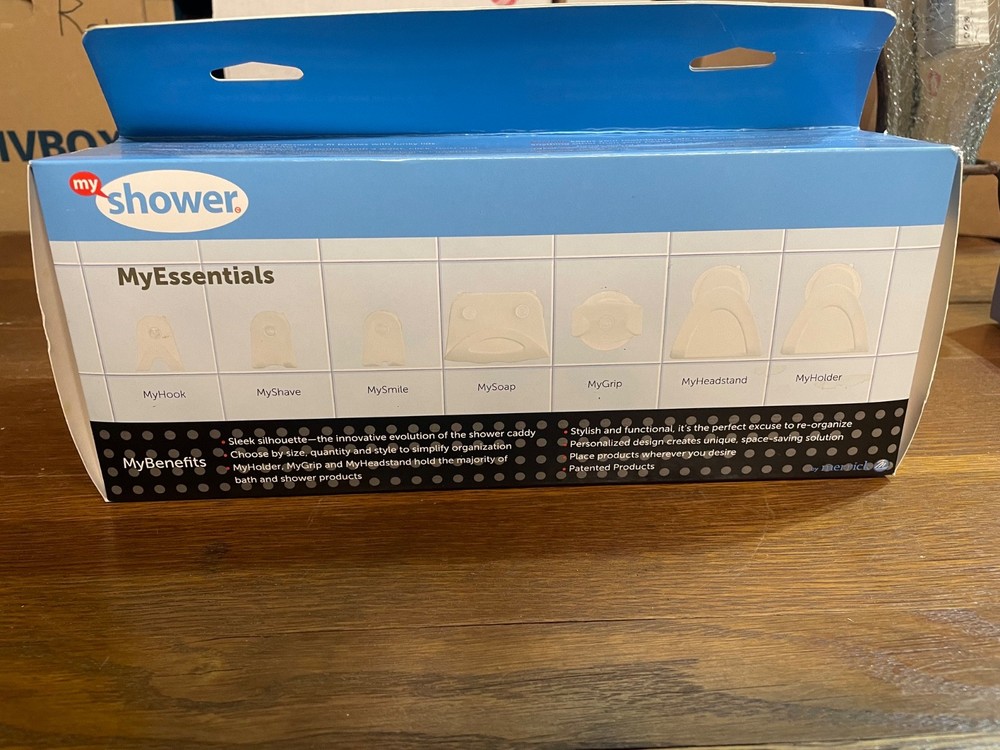 my
shower
MyEssentials
MyHook
MyShave
MySmile
MySoap
MyGrip
MyHeadstand
MyHolder
MyBenefits
• Sleek silhouette—the innovative evolution of the shower caddy
• Choose by size, quantity and style to simplify organization
• MyHolder, MyGrip and MyHeadstand hold the majority of
bath and shower products
• Stylish and functional, it's the perfect excuse to re-organize
• Personalized design creates unique, space-saving solution
• Place products wherever you desire
• Patented Products
by merrick